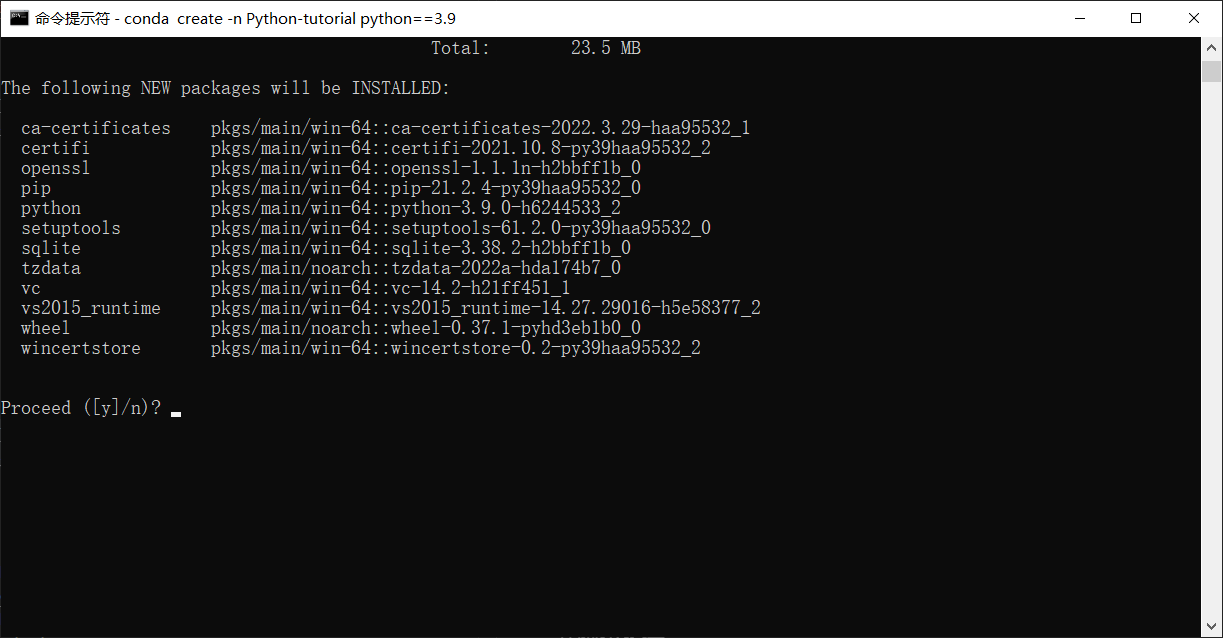 命令提示符 - conda  create -n Python-tutorial python==3.9
Total:        23.5 MB
The following NEW packages will be INSTALLED:
ca-certificates    pkgs/main/win-64::ca-certificates-2022.3.29-haa95532_1
certifi            pkgs/main/win-64::certifi-2021.10.8-py39haa95532_2
openssl            pkgs/main/win-64::openssl-1.1.1n-h2bbff1b_0
pip                pkgs/main/win-64::pip-21.2.4-py39haa95532_0
python             pkgs/main/win-64::python-3.9.0-h6244533_2
setuptools         pkgs/main/win-64::setuptools-61.2.0-py39haa95532_0
sqlite             pkgs/main/win-64::sqlite-3.38.2-h2bbff1b_0
tzdata             pkgs/main/noarch::tzdata-2022a-hda174b7_0
vc                 pkgs/main/win-64::vc-14.2-h21ff451_1
vs2015_runtime     pkgs/main/win-64::vs2015_runtime-14.27.29016-h5e58377_2
wheel              pkgs/main/noarch::wheel-0.37.1-pyhd3eb1b0_0
wincertstore       pkgs/main/win-64::wincertstore-0.2-py39haa95532_2
Proceed ([y]/n)?